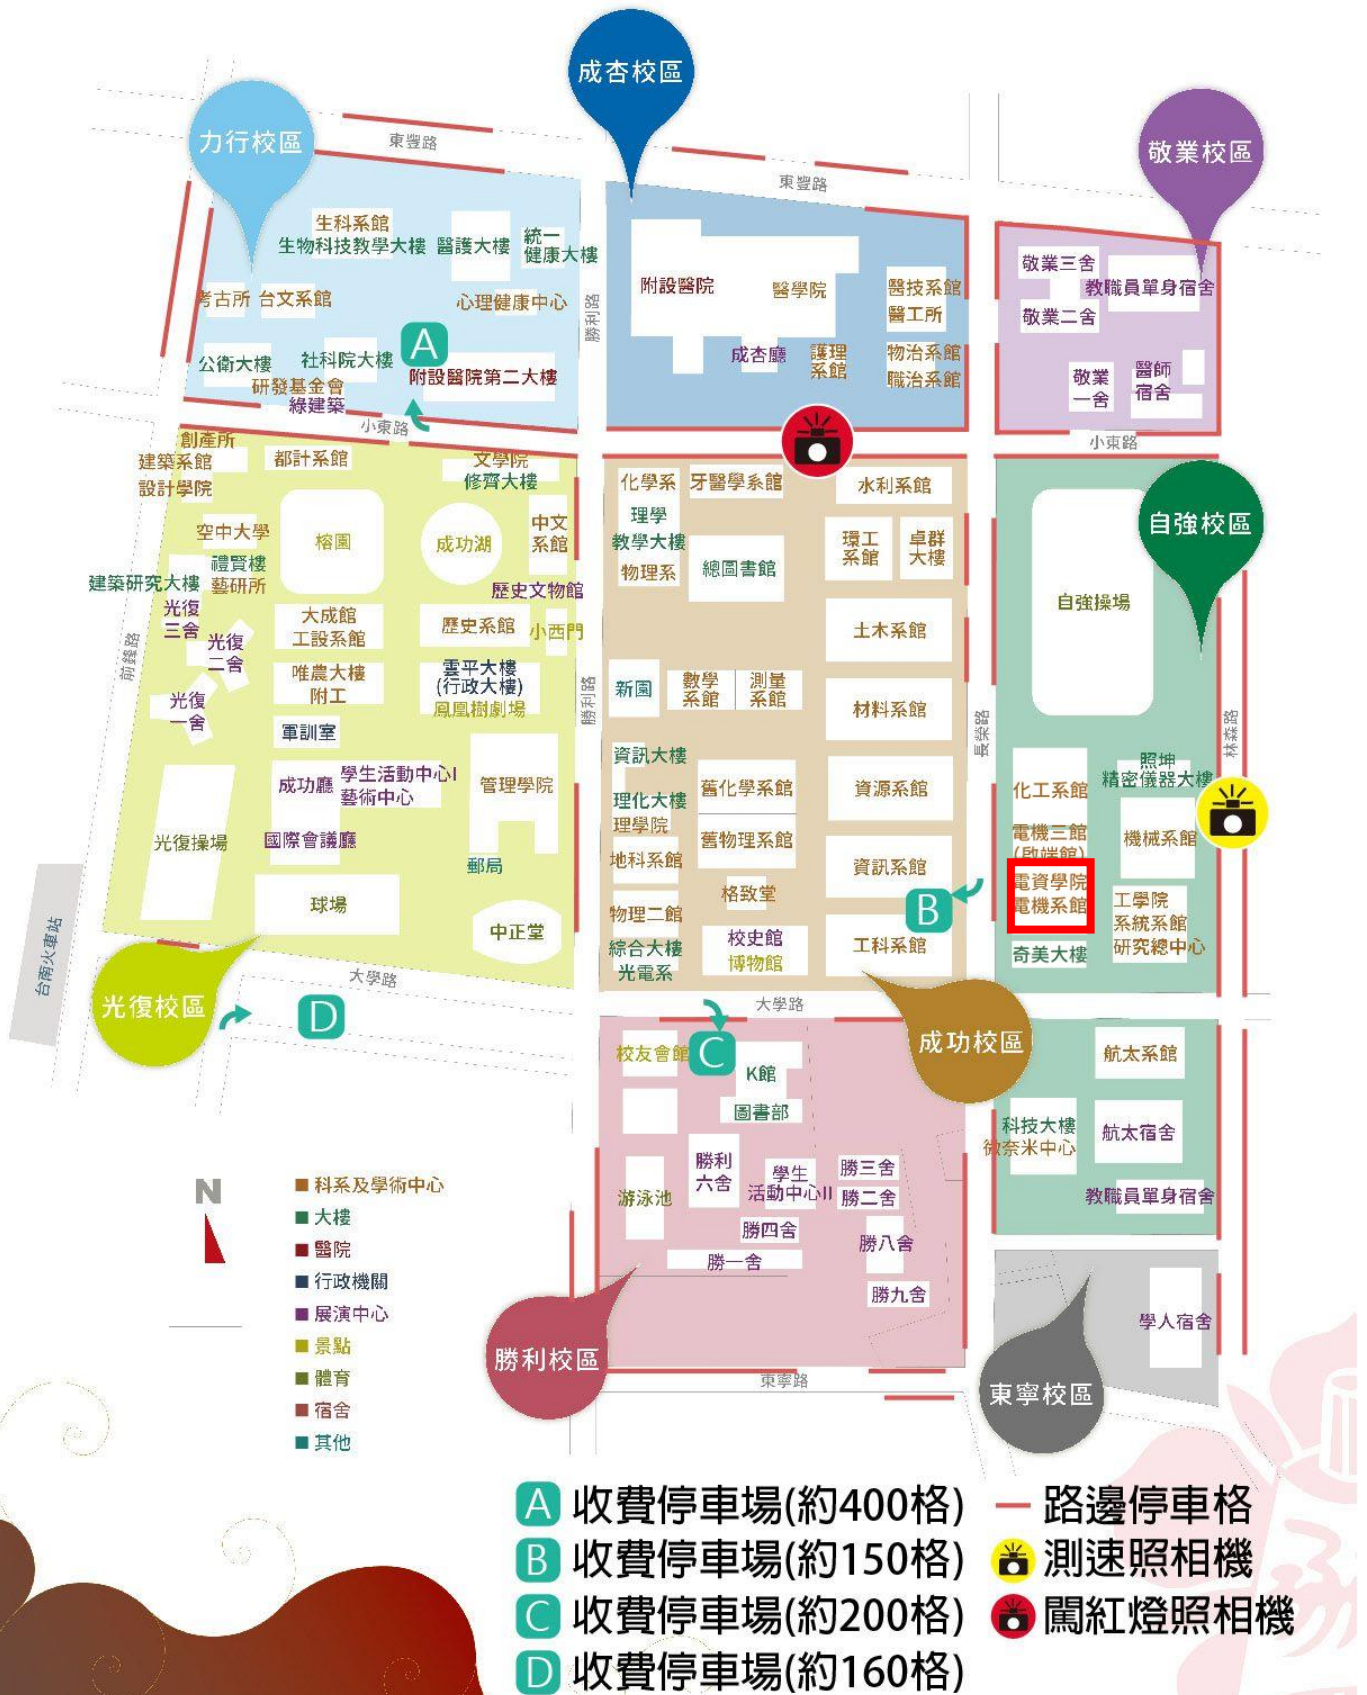 成杏校區
力行校區
敬業校區
東豐路
東豐路
生科系館
生物科技教學大樓
醫護大樓
統一
健康大樓
考古所
台文系館
心理健康中心
勝利路
公衛大樓
社科院大樓
A
研發基金會
綠建築
附設醫院第二大樓
附設醫院
醫學院
醫技系館
醫工所
成杏廳
護理
系館
物治系館
職治系館
敬業三舍
教職員單身宿舍
敬業二舍
敬業
一舍
醫師
宿舍
小東路
小東路
創產所
建築系館
設計學院
都計系館
文學院
修齊大樓
空中大學
榕園
成功湖
中文
系館
禮賢樓
建築研究大樓
藝研所
歷史文物館
光復
三舍
大成館
工設系館
歷史系館
小西門
光復
二舍
唯農大樓
附工
雲平大樓
(行政大樓)
鳳凰樹劇場
前鋒路
光復
一舍
軍訓室
成功廳
學生活動中心I
藝術中心
管理學院
國際會議廳
光復操場
郵局
球場
中正堂
台南火車站
大學路
光復校區
D
勝利路
化學系
牙醫學系館
水利系館
理學
教學大樓
物理系
總圖書館
環工
系館
卓群
大樓
土木系館
新園
數學
系館
測量
系館
材料系館
長榮路
資訊大樓
理化大樓
理學院
舊化學系館
資源系館
地科系館
舊物理系館
資訊系館
格致堂
B
物理二館
校史館
博物館
工科系館
綜合大樓
光電系
大學路
成功校區
自強校區
自強操場
林森路
照坤
精密儀器大樓
化工系館
電機三館
(啟端館)
機械系館
電資學院
電機系館
工學院
系統系館
研究總中心
奇美大樓
校友會館
C
K館
圖書部
游泳池
勝利
六舍
學生
活動中心II
勝三舍
勝二舍
勝四舍
勝一舍
勝八舍
勝九舍
勝利校區
東寧路
航太系館
科技大樓
微奈米中心
航太宿舍
教職員單身宿舍
學人宿舍
東寧校區
N
科系及學術中心
大樓
醫院
行政機關
展演中心
景點
體育
宿舍
其他
A 收費停車場(約400格)
B 收費停車場(約150格)
C 收費停車場(約200格)
D 收費停車場(約160格)
路邊停車格
測速照相機
闖紅燈照相機